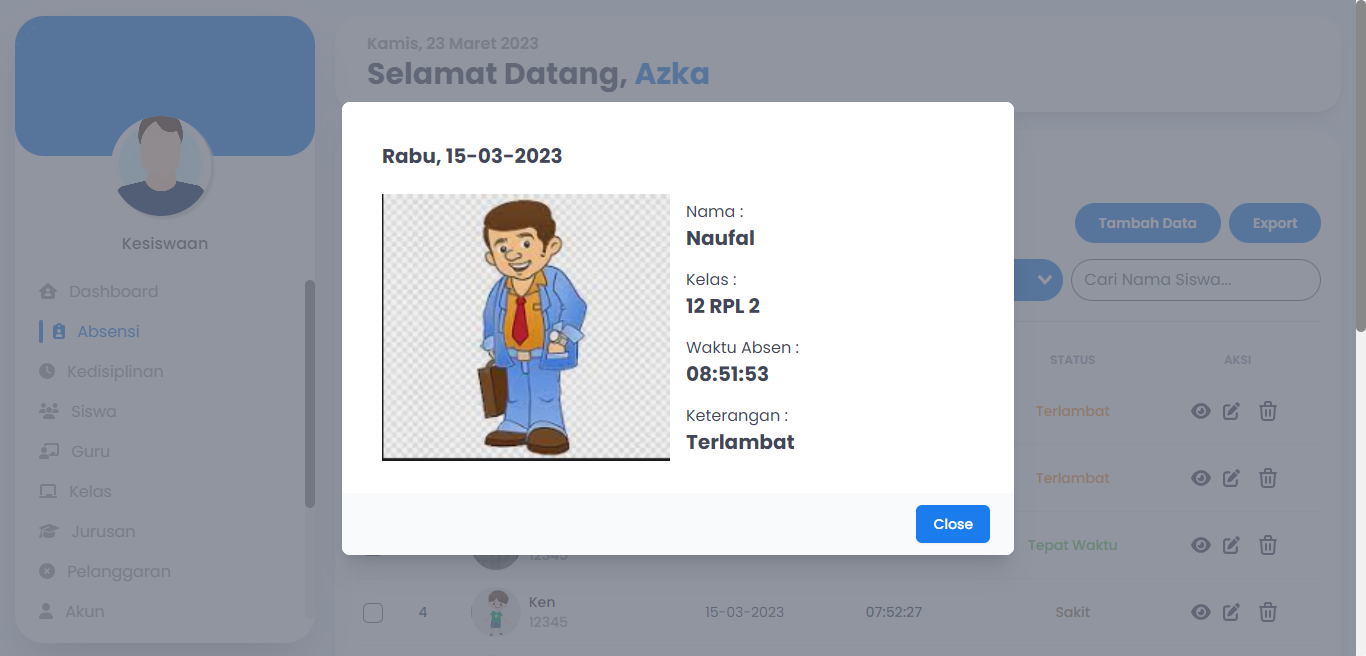 Kamis, 23 Maret 2023
Selamat Datang, Azka
Kesiswaan
Dashboard
Absensi
Kedisiplinan
Siswa
Guru
Kelas
Jurusan
Pelanggaran
Akun
Rabu, 15-03-2023
Nama :
Naufal
Kelas :
12 RPL 2
Waktu Absen :
08:51:53
Keterangan :
Terlambat
Close
Tambah Data
Export
Cari Nama Siswa...
STATUS AKSI
Terlambat
Terlambat
Tepat Waktu
12345
4 Ken 15-03-2023 07:52:27 Sakit
12345